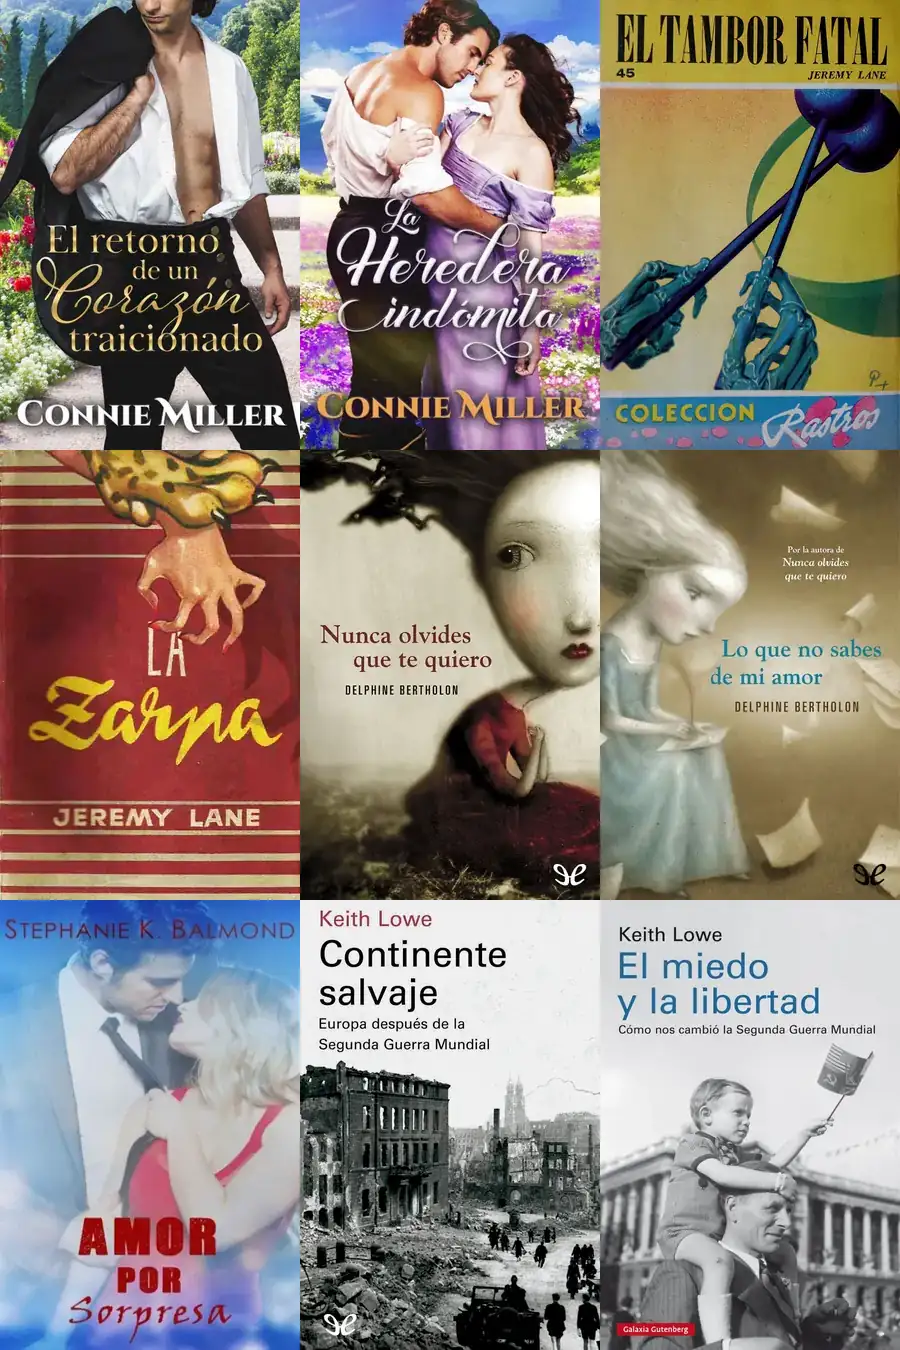 El retorno
de un
Corazón
traicionado
CONNIE MILLER
La
Heredera
indómita
CONNIE MILLER
EL TAMBOR FATAL
45
JEREMY LANE
COLECCION
Rastros
LA
Zarpa
JEREMY LANE
Nunca olvides
que te quiero
DELPHINE BERTHOLON
Por la autora de
Nunca olvides
que te quiero
Lo que no sabes
de mi amor
DELPHINE BERTHOLON
STEPHANIE K. BALMOND
AMOR
POR
Sorpresa
Keith Lowe
Continente
salvaje
Europa después de la
Segunda Guerra Mundial
Keith Lowe
El miedo
y la libertad
Cómo nos cambió la Segunda Guerra Mundial
Galaxia Gutenberg